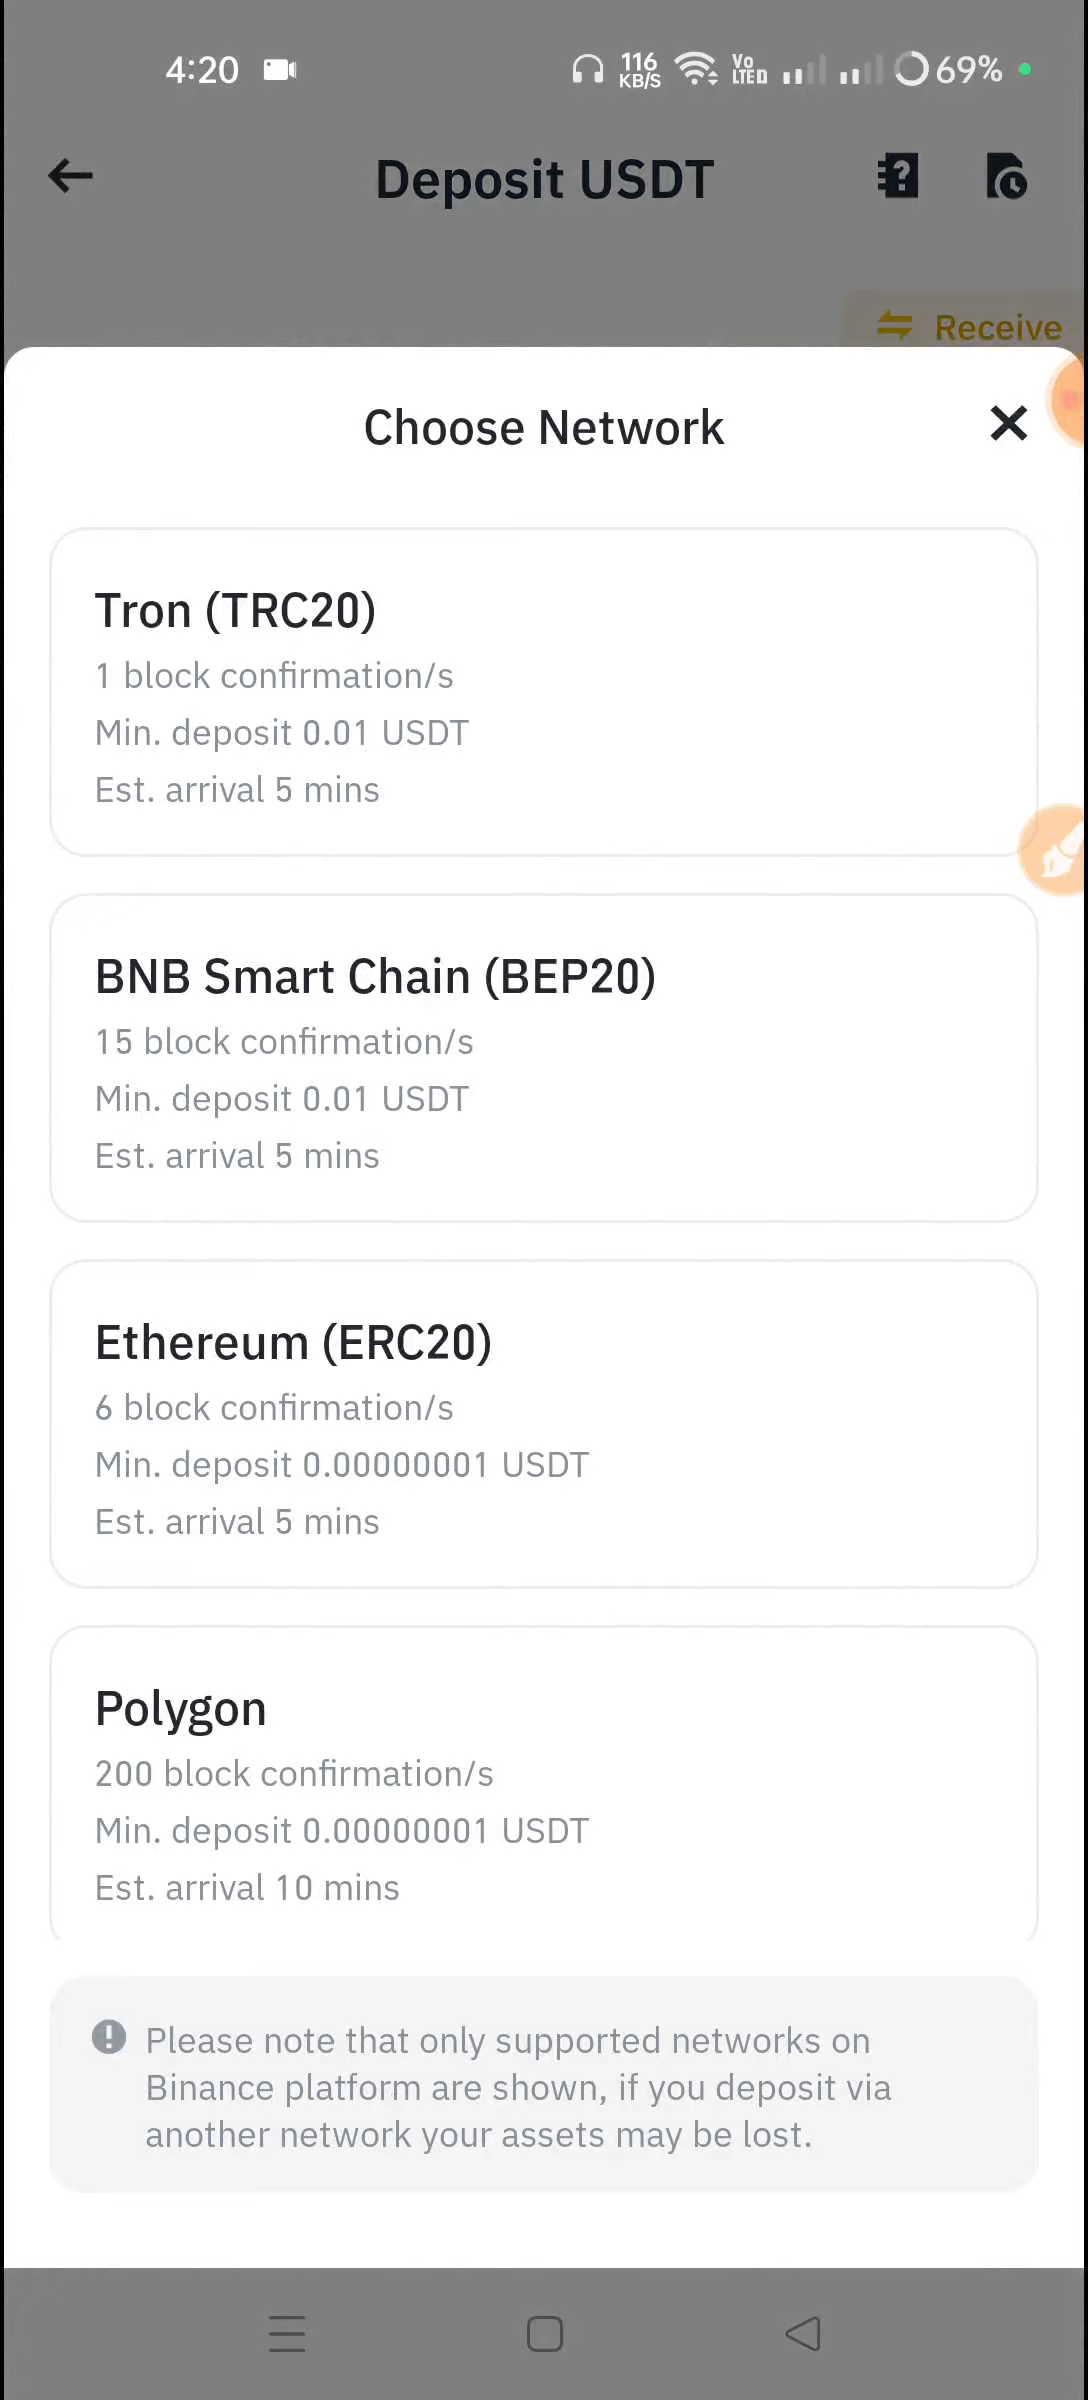 4:20
116
KB/S
Vo
LTE
69%
Deposit USDT
Receive
Choose Network
Tron (TRC20)
1 block confirmation/s
Min. deposit 0.01 USDT
Est. arrival 5 mins
BNB Smart Chain (BEP20)
15 block confirmation/s
Min. deposit 0.01 USDT
Est. arrival 5 mins
Ethereum (ERC20)
6 block confirmation/s
Min. deposit 0.00000001 USDT
Est. arrival 5 mins
Polygon
200 block confirmation/s
Min. deposit 0.00000001 USDT
Est. arrival 10 mins
Please note that only supported networks on
Binance platform are shown, if you deposit via
another network your assets may be lost.